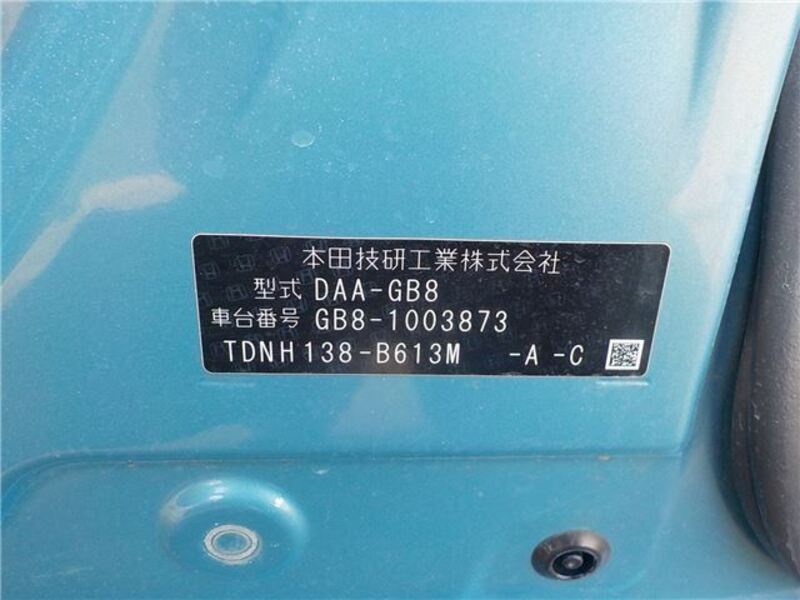 本田技研工業株式会社
型式 DAA-GB8
車台番号 GB8-1003873
TDNH138-B613M -A -C